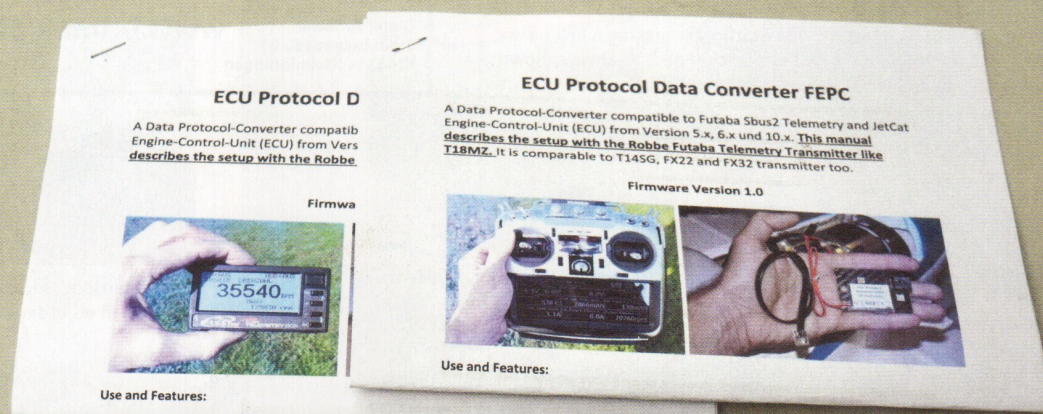 ECU Protocol D
A Data Protocol-Converter compatib
Engine-Control-Unit (ECU) from Vers
describes the setup with the Robbe
Firmwa
35540
Use and Features:
ECU Protocol Data Converter FEPC
A Data Protocol-Converter compatible to Futaba Sbus2 Telemetry and JetCat
Engine-Control-Unit (ECU) from Version 5.x, 6.x und 10.x. This manual
describes the setup with the Robbe Futaba Telemetry Transmitter like
T18MZ. It is comparable to T14SG, FX22 and FX32 transmitter too.
Firmware Version 1.0
Use and Features: